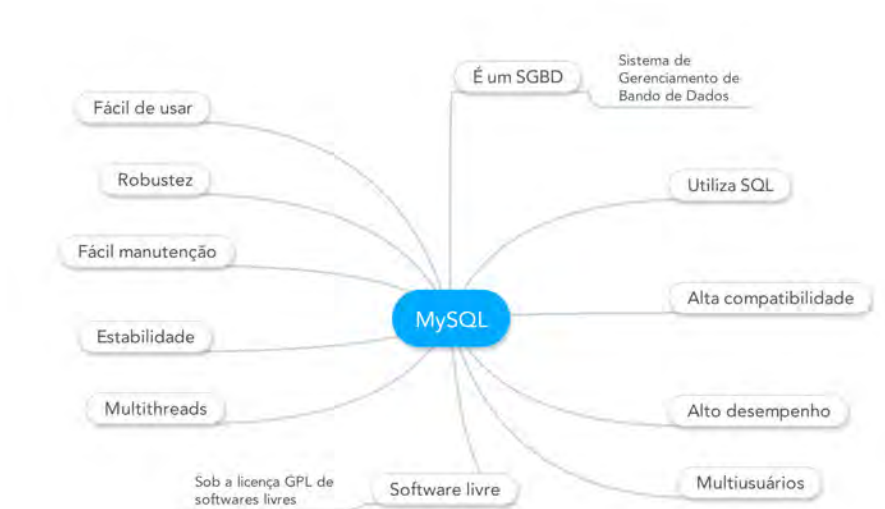 É um SGBD
Sistema de
Gerenciamento de
Bando de Dados
Fácil de usar
Robustez
Utiliza SQL
Fácil manutenção
Alta compatibilidade
MySQL
Estabilidade
Multithreads
Alto desempenho
Sob a licença GPL de
softwares livres
Software livre
Multiusuários